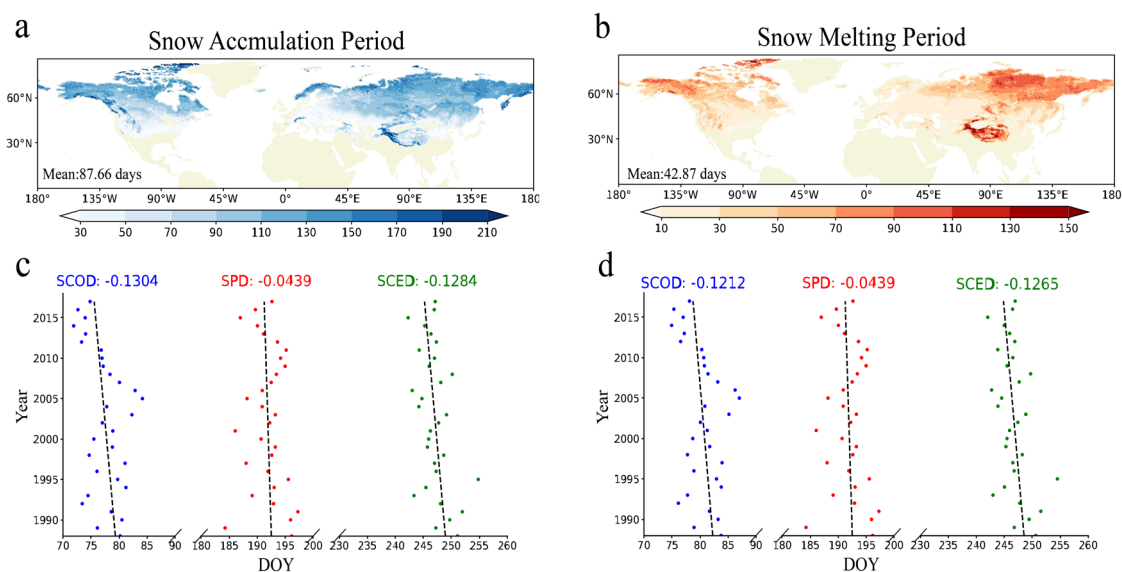 a
Snow Accmulation Period
60°N
30°N
Mean:87.66 days
180° 135°W 90°W 45°W 0° 45°E 90°E 135°E 180°
30 50 70 90 110 130 150 170 190 210
b
Snow Melting Period
60°N
30°N
Mean:42.87 days
180° 135°W 90°W 45°W 0° 45°E 90°E 135°E 180°
10 30 50 70 90 110 130 150
c
SCOD: -0.1304 SPD: -0.0439 SCED: -0.1284
Year
2015
2010
2005
2000
1995
1990
70 75 80 85 90 180 185 190 195 200 230 240 245 250 255 260
DOY
d
SCOD: -0.1212 SPD: -0.0439 SCED: -0.1265
Year
2015
2010
2005
2000
1995
1990
70 75 80 85 90 180 185 190 195 200 230 240 245 250 255 260
DOY